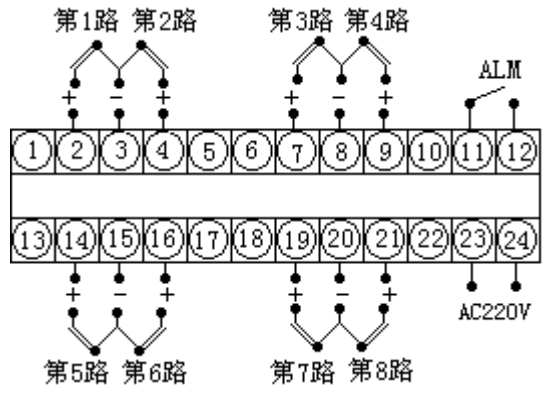 第1路 第2路 第3路 第4路
ALM
+ − + + − +
1 2 3 4 5 6 7 8 9 10 11 12
13 14 15 16 17 18 19 20 21 22 23 24
+ − + + − +
AC220V
第5路 第6路 第7路 第8路